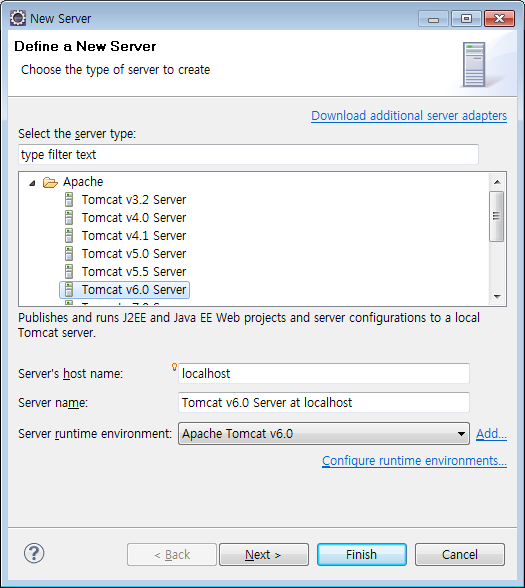 New Server
Define a New Server
Choose the type of server to create
Download additional server adapters
Select the server type:
type filter text
Apache
Tomcat v3.2 Server
Tomcat v4.0 Server
Tomcat v4.1 Server
Tomcat v5.0 Server
Tomcat v5.5 Server
Tomcat v6.0 Server
Publishes and runs J2EE and Java EE Web projects and server configurations to a local
Tomcat server.
Server's host name:
localhost
Server name:
Tomcat v6.0 Server at localhost
Server runtime environment:
Apache Tomcat v6.0
Add...
Configure runtime environments...
?
< Back
Next >
Finish
Cancel